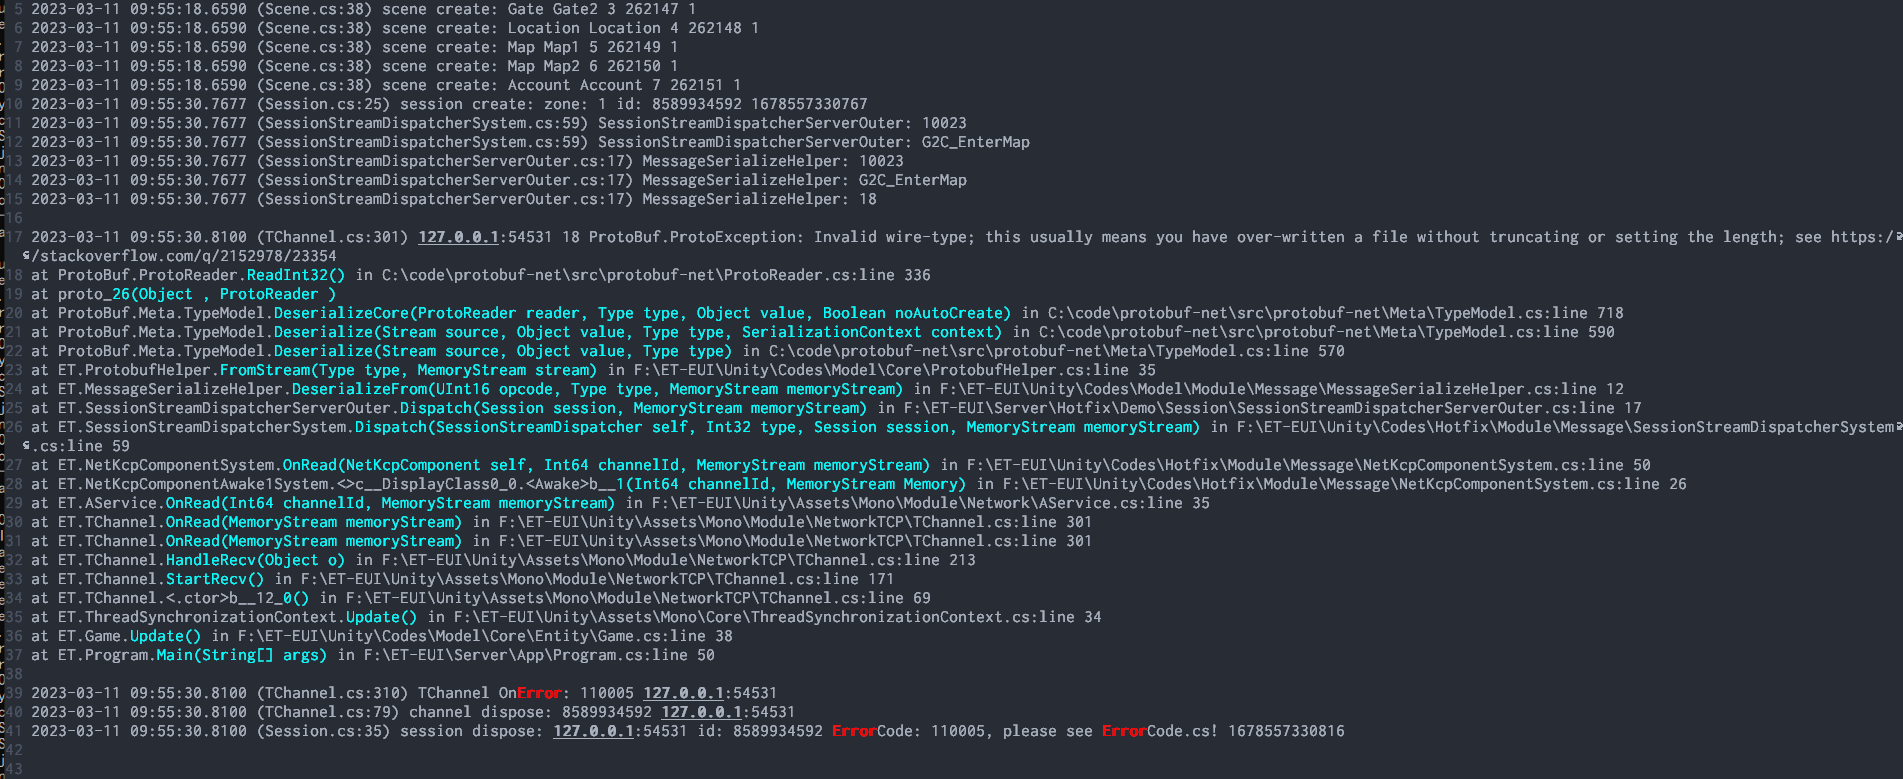 5 2023-03-11 09:55:18.6590 (Scene.cs:38) scene create: Gate Gate2 3 262147 1
6 2023-03-11 09:55:18.6590 (Scene.cs:38) scene create: Location Location 4 262148 1
7 2023-03-11 09:55:18.6590 (Scene.cs:38) scene create: Map Map1 5 262149 1
8 2023-03-11 09:55:18.6590 (Scene.cs:38) scene create: Map Map2 6 262150 1
9 2023-03-11 09:55:18.6590 (Scene.cs:38) scene create: Account Account 7 262151 1
10 2023-03-11 09:55:30.7677 (Session.cs:25) session create: zone: 1 id: 8589934592 1678557330767
11 2023-03-11 09:55:30.7677 (SessionStreamDispatcherSystem.cs:59) SessionStreamDispatcherServerOuter: 10023
12 2023-03-11 09:55:30.7677 (SessionStreamDispatcherSystem.cs:59) SessionStreamDispatcherServerOuter: G2C_EnterMap
13 2023-03-11 09:55:30.7677 (SessionStreamDispatcherServerOuter.cs:17) MessageSerializeHelper: 10023
14 2023-03-11 09:55:30.7677 (SessionStreamDispatcherServerOuter.cs:17) MessageSerializeHelper: G2C_EnterMap
15 2023-03-11 09:55:30.7677 (SessionStreamDispatcherServerOuter.cs:17) MessageSerializeHelper: 18
16
17 2023-03-11 09:55:30.8100 (TChannel.cs:301) 127.0.0.1:54531 18 ProtoBuf.ProtoException: Invalid wire-type; this usually means you have over-written a file without truncating or setting the length; see https:/
/stackoverflow.com/q/2152978/23354
18 at ProtoBuf.ProtoReader.ReadInt32() in C:\code\protobuf-net\src\protobuf-net\ProtoReader.cs:line 336
19 at proto_26(Object , ProtoReader )
20 at ProtoBuf.Meta.TypeModel.DeserializeCore(ProtoReader reader, Type type, Object value, Boolean noAutoCreate) in C:\code\protobuf-net\src\protobuf-net\Meta\TypeModel.cs:line 718
21 at ProtoBuf.Meta.TypeModel.Deserialize(Stream source, Object value, Type type, SerializationContext context) in C:\code\protobuf-net\src\protobuf-net\Meta\TypeModel.cs:line 590
22 at ProtoBuf.Meta.TypeModel.Deserialize(Stream source, Object value, Type type) in C:\code\protobuf-net\src\protobuf-net\Meta\TypeModel.cs:line 570
23 at ET.ProtobufHelper.FromStream(Type type, MemoryStream stream) in F:\ET-EUI\Unity\Codes\Model\Core\ProtobufHelper.cs:line 35
24 at ET.MessageSerializeHelper.DeserializeFrom(UInt16 opcode, Type type, MemoryStream memoryStream) in F:\ET-EUI\Unity\Codes\Model\Module\Message\MessageSerializeHelper.cs:line 12
25 at ET.SessionStreamDispatcherServerOuter.Dispatch(Session session, MemoryStream memoryStream) in F:\ET-EUI\Server\Hotfix\Demo\Session\SessionStreamDispatcherServerOuter.cs:line 17
26 at ET.SessionStreamDispatcherSystem.Dispatch(SessionStreamDispatcher self, Int32 type, Session session, MemoryStream memoryStream) in F:\ET-EUI\Unity\Codes\Hotfix\Module\Message\SessionStreamDispatcherSystem
.cs:line 59
27 at ET.NetKcpComponentSystem.OnRead(NetKcpComponent self, Int64 channelId, MemoryStream memoryStream) in F:\ET-EUI\Unity\Codes\Hotfix\Module\Message\NetKcpComponentSystem.cs:line 50
28 at ET.NetKcpComponentAwake1System.<>c__DisplayClass0_0.<Awake>b__1(Int64 channelId, MemoryStream Memory) in F:\ET-EUI\Unity\Codes\Hotfix\Module\Message\NetKcpComponentSystem.cs:line 26
29 at ET.AService.OnRead(Int64 channelId, MemoryStream memoryStream) in F:\ET-EUI\Unity\Assets\Mono\Module\Network\AService.cs:line 35
30 at ET.TChannel.OnRead(MemoryStream memoryStream) in F:\ET-EUI\Unity\Assets\Mono\Module\NetworkTCP\TChannel.cs:line 301
31 at ET.TChannel.OnRead(MemoryStream memoryStream) in F:\ET-EUI\Unity\Assets\Mono\Module\NetworkTCP\TChannel.cs:line 301
32 at ET.TChannel.HandleRecv(Object o) in F:\ET-EUI\Unity\Assets\Mono\Module\NetworkTCP\TChannel.cs:line 213
33 at ET.TChannel.StartRecv() in F:\ET-EUI\Unity\Assets\Mono\Module\NetworkTCP\TChannel.cs:line 171
34 at ET.TChannel.<.ctor>b__12_0() in F:\ET-EUI\Unity\Assets\Mono\Module\NetworkTCP\TChannel.cs:line 69
35 at ET.ThreadSynchronizationContext.Update() in F:\ET-EUI\Unity\Assets\Mono\Core\ThreadSynchronizationContext.cs:line 34
36 at ET.Game.Update() in F:\ET-EUI\Unity\Codes\Model\Core\Entity\Game.cs:line 38
37 at ET.Program.Main(String[] args) in F:\ET-EUI\Server\App\Program.cs:line 50
38
39 2023-03-11 09:55:30.8100 (TChannel.cs:310) TChannel OnError: 110005 127.0.0.1:54531
40 2023-03-11 09:55:30.8100 (TChannel.cs:79) channel dispose: 8589934592 127.0.0.1:54531
41 2023-03-11 09:55:30.8100 (Session.cs:35) session dispose: 127.0.0.1:54531 id: 8589934592 ErrorCode: 110005, please see ErrorCode.cs! 1678557330816
42
43